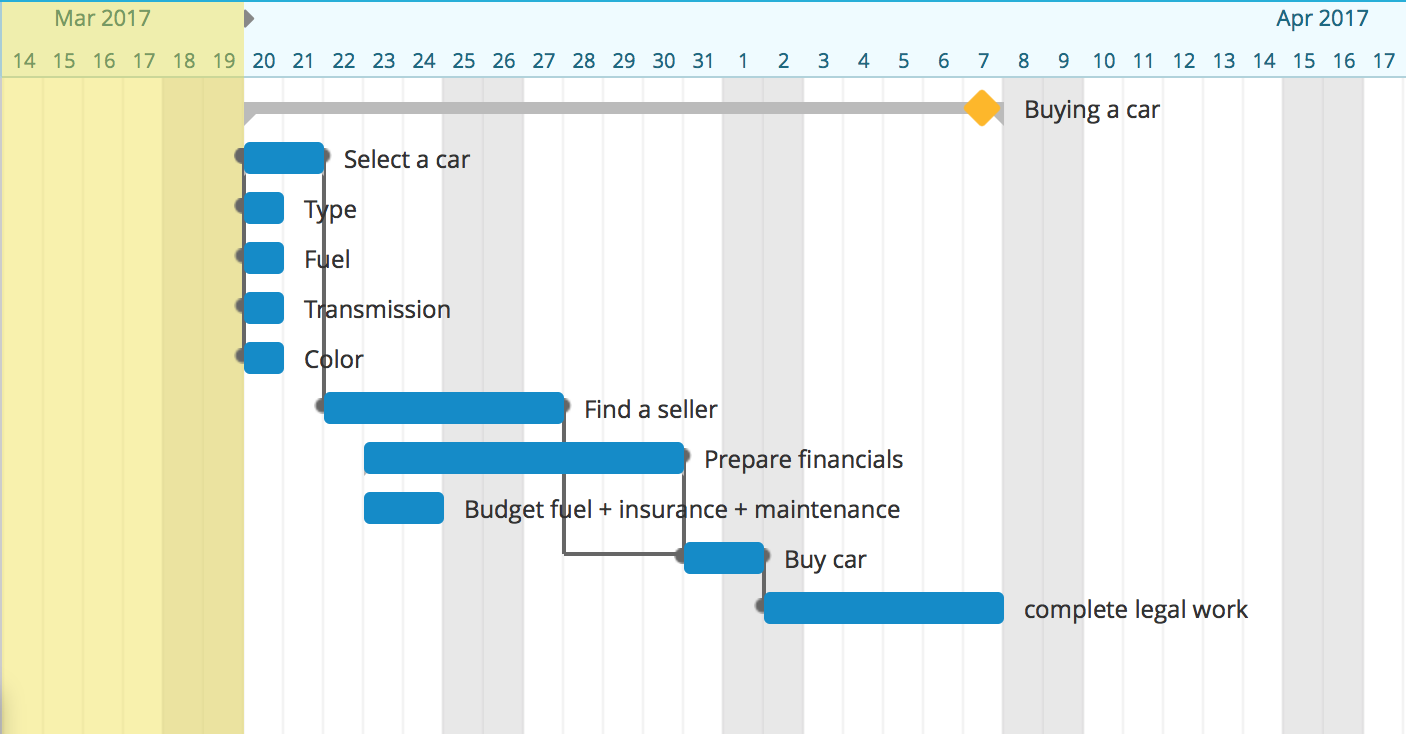 Mar 2017 Apr 2017
14 15 16 17 18 19 20 21 22 23 24 25 26 27 28 29 30 31 1 2 3 4 5 6 7 8 9 10 11 12 13 14 15 16 17
Buying a car
Select a car
Type
Fuel
Transmission
Color
Find a seller
Prepare financials
Budget fuel + insurance + maintenance
Buy car
complete legal work